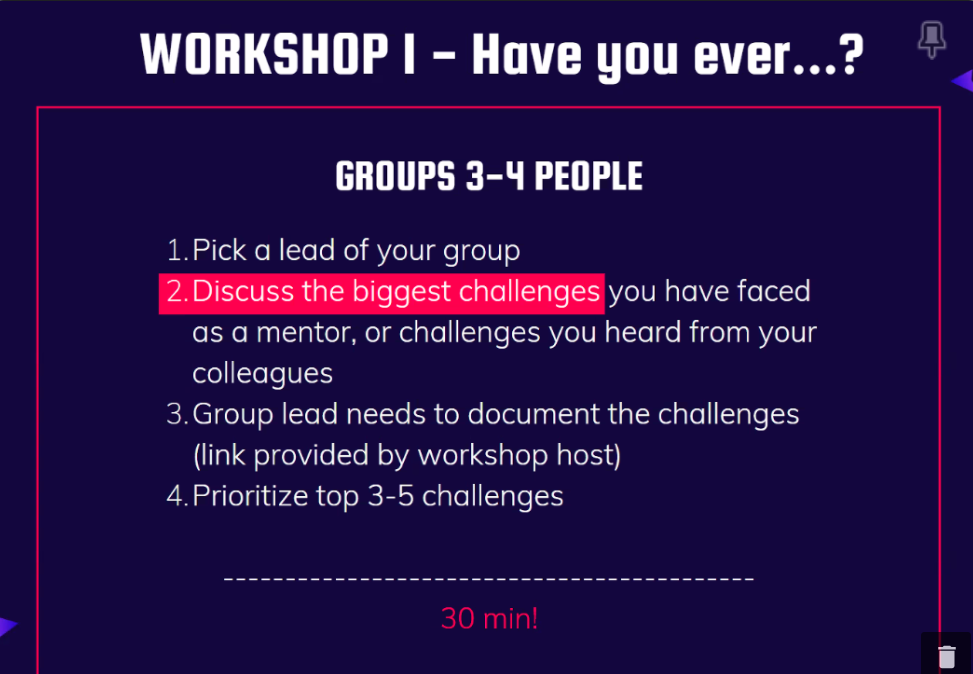 WORKSHOP I - Have you ever...?
GROUPS 3-4 PEOPLE
1. Pick a lead of your group
2. Discuss the biggest challenges you have faced
as a mentor, or challenges you heard from your
colleagues
3. Group lead needs to document the challenges
(link provided by workshop host)
4. Prioritize top 3-5 challenges
-------------------------------------------
30 min!